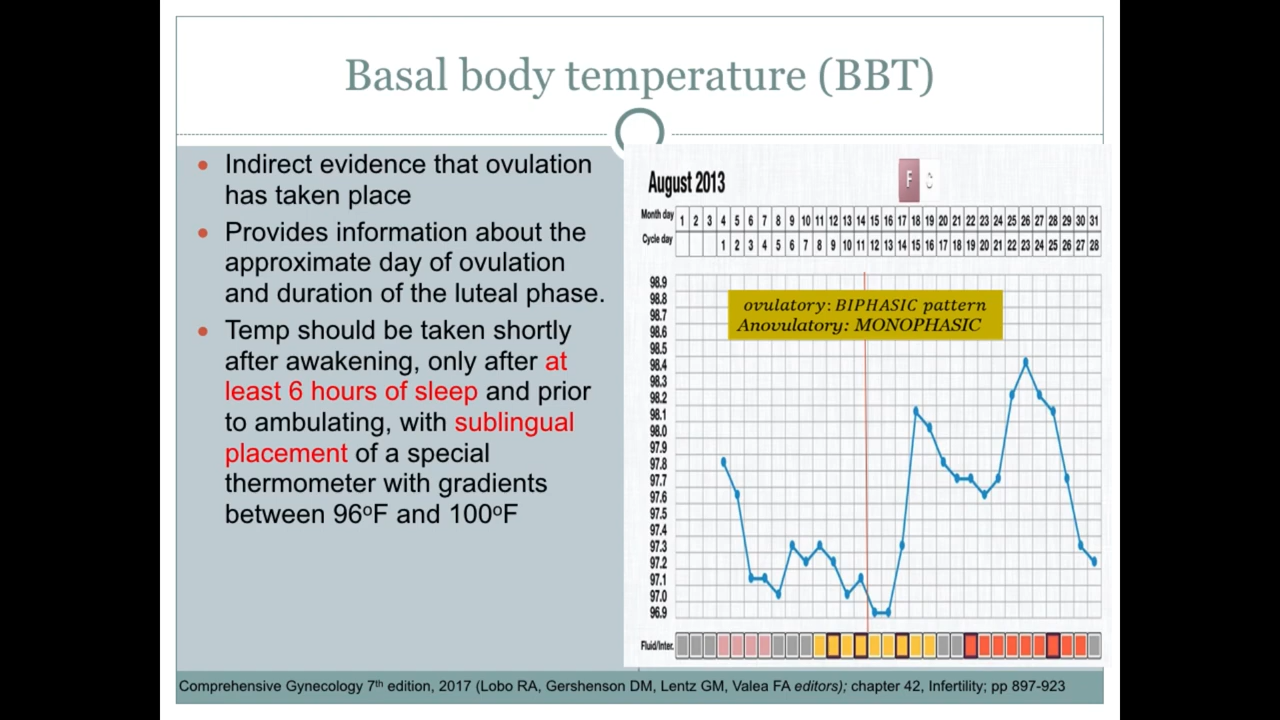 Basal body temperature (BBT)
• Indirect evidence that ovulation
has taken place
• Provides information about the
approximate day of ovulation
and duration of the luteal phase.
• Temp should be taken shortly
after awakening, only after at
least 6 hours of sleep and prior
to ambulating, with sublingual
placement of a special
thermometer with gradients
between 96ºF and 100ºF
August 2013
F C
Month day 1 2 3 4 5 6 7 8 9 10 11 12 13 14 15 16 17 18 19 20 21 22 23 24 25 26 27 28 29 30 31
Cycle day 1 2 3 4 5 6 7 8 9 10 11 12 13 14 15 16 17 18 19 20 21 22 23 24 25 26 27 28
98.9
98.8
98.7
98.6
98.5
98.4
98.3
98.2
98.1
98.0
97.9
97.8
97.7
97.6
97.5
97.4
97.3
97.2
97.1
97.0
96.9
ovulatory: BIPHASIC pattern
Anovulatory: MONOPHASIC
Fluid/Inter.
Comprehensive Gynecology 7th edition, 2017 (Lobo RA, Gershenson DM, Lentz GM, Valea FA editors); chapter 42, Infertility; pp 897-923